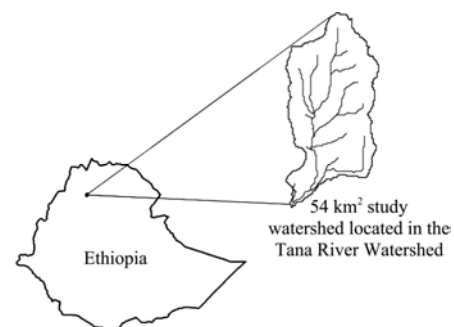 54 km² study
watershed located in the
Tana River Watershed
Ethiopia